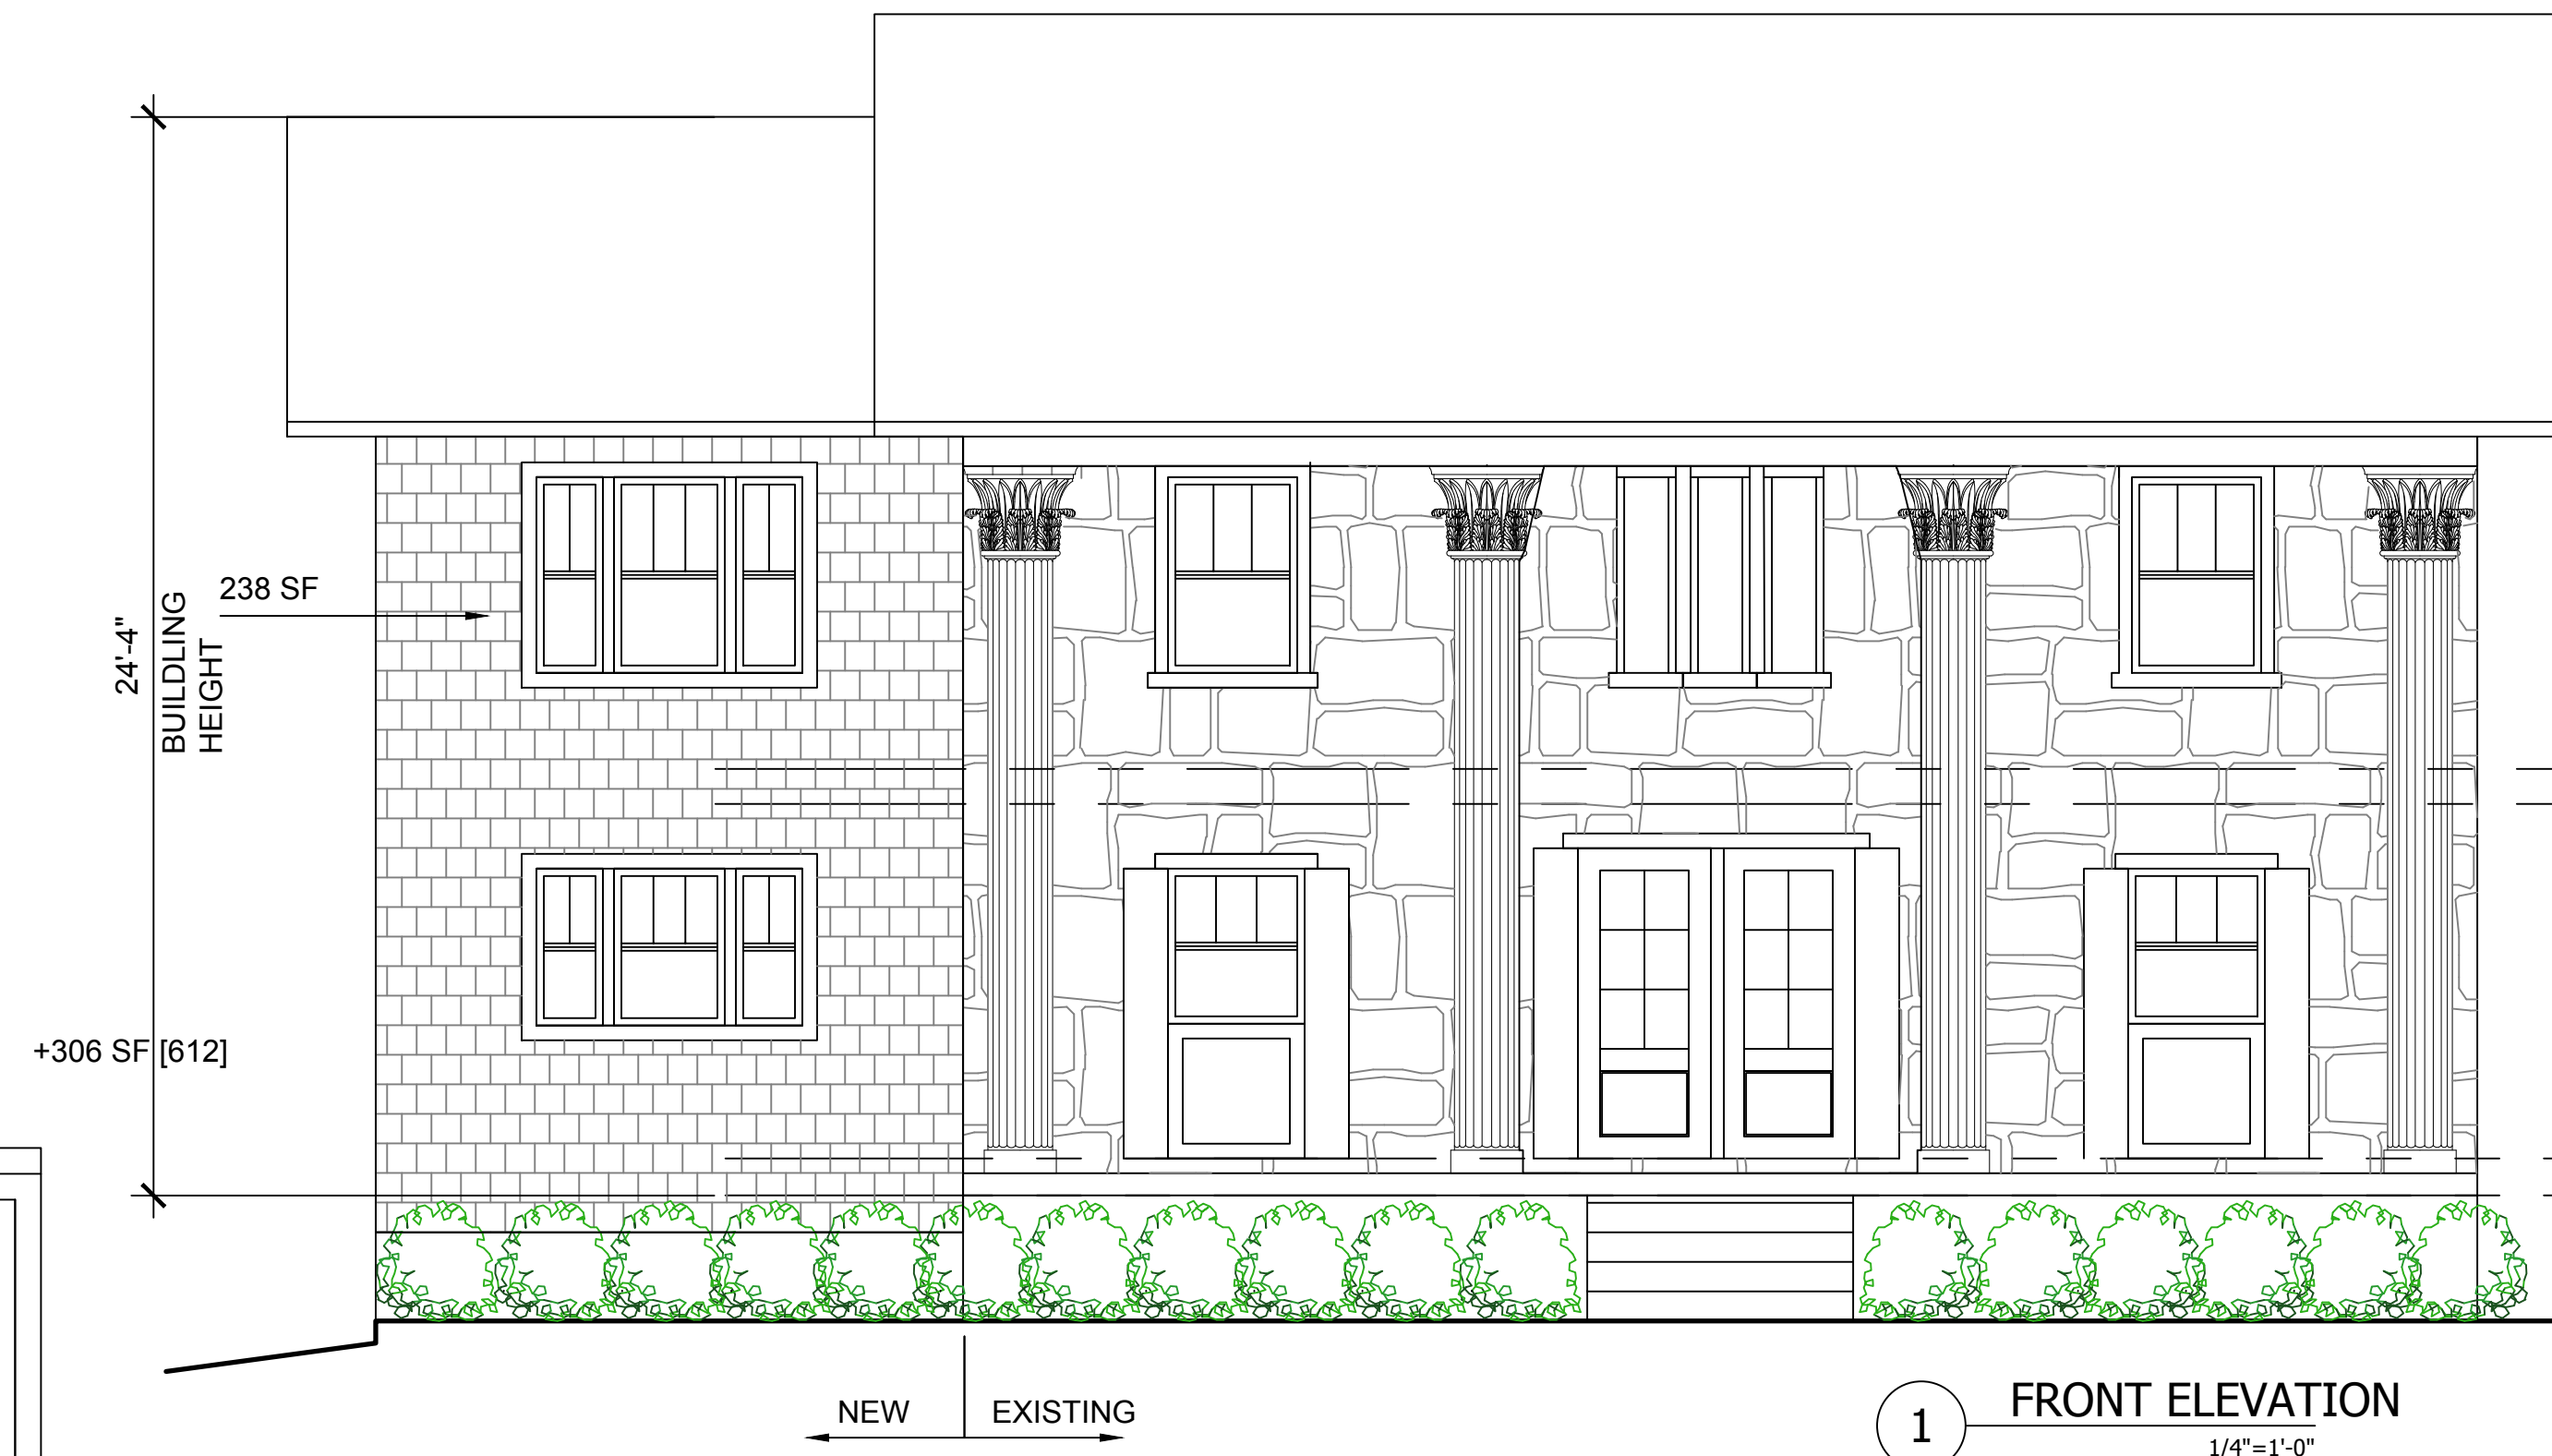 24'-4"
BUILDLING
HEIGHT
238 SF
+306 SF [612]
NEW
EXISTING
1
FRONT ELEVATION
1/4"=1'-0"